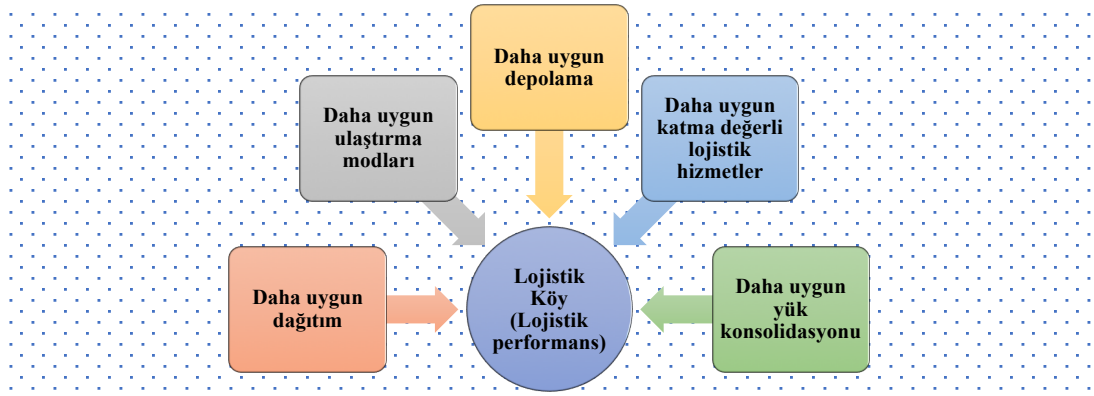 Daha uygun
depolama
Daha uygun
ulaştırma
modları
Daha uygun
katma değerli
lojistik
hizmetler
Daha uygun
dağıtım
Lojistik
Köy
(Lojistik
performans)
Daha uygun
yük
konsolidasyonu